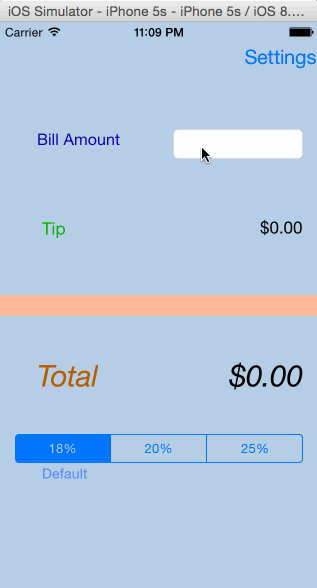 iOS Simulator - iPhone 5s - iPhone 5s / iOS 8....
Carrier 11:09 PM
Settings
Bill Amount
Tip $0.00
Total $0.00
18% 20% 25%
Default